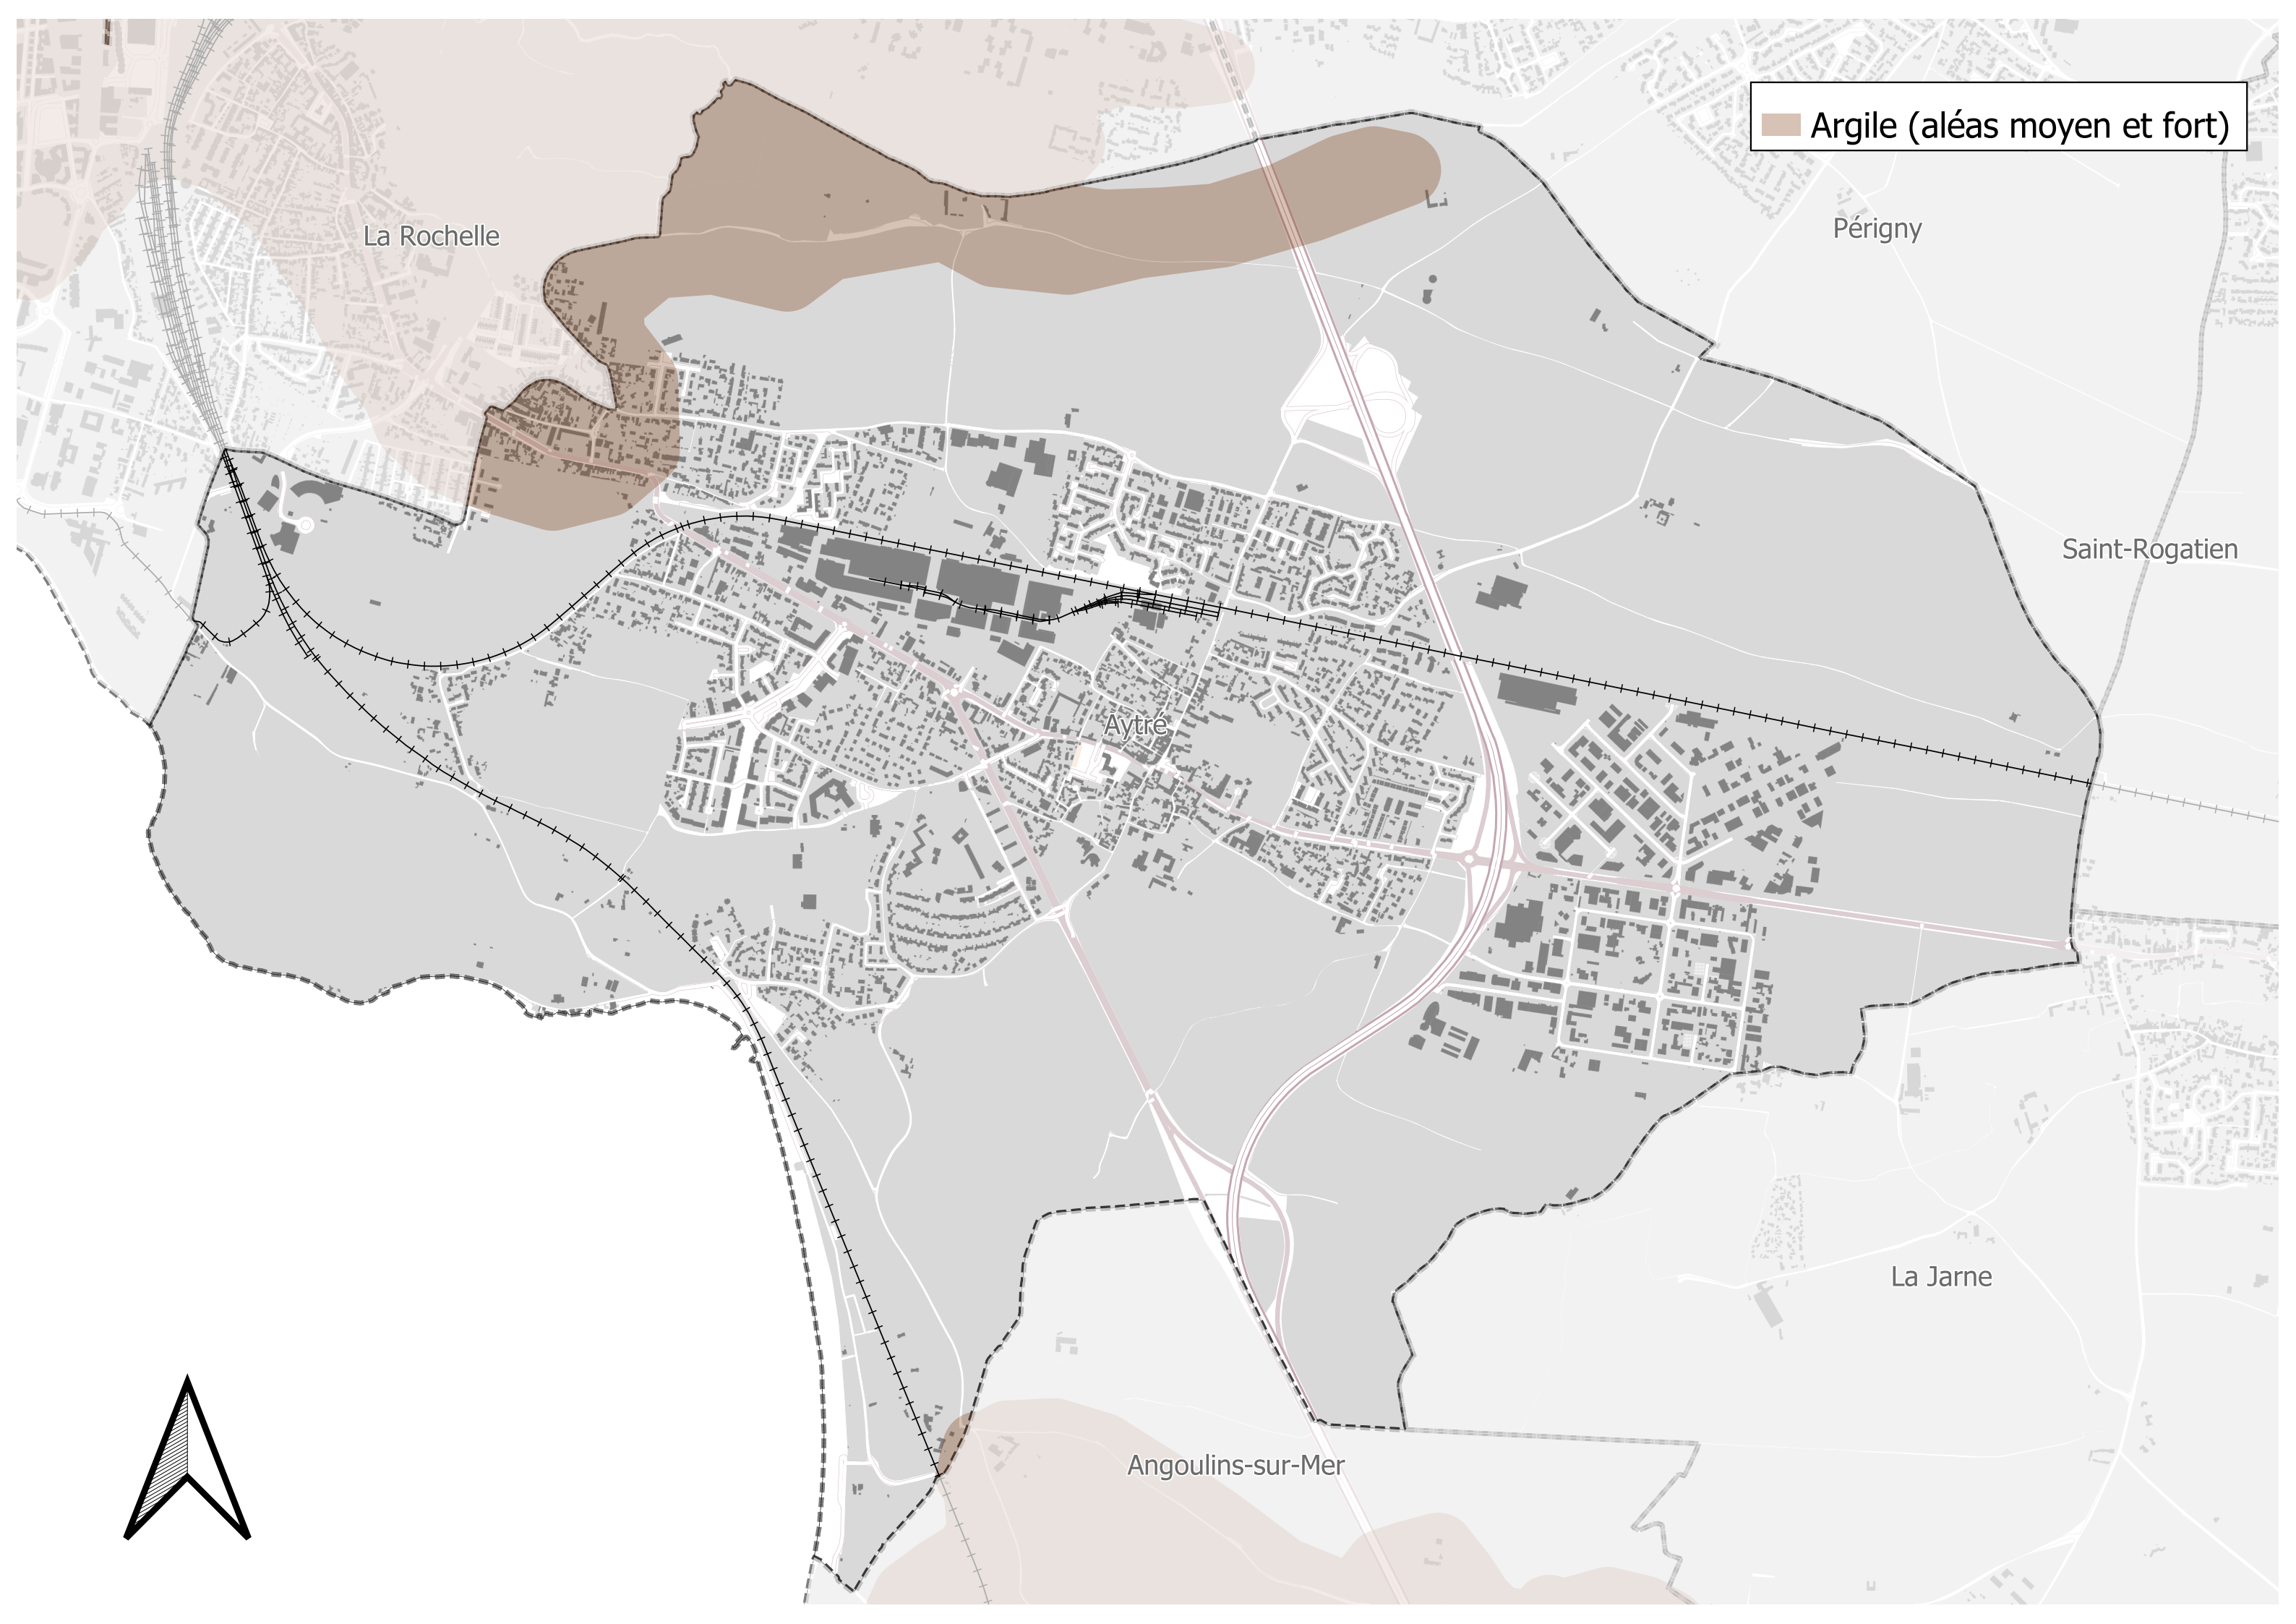 Argile (aléas moyen et fort)
La Rochelle
Périgny
Saint-Rogatien
Aytré
La Jarne
Angoulins-sur-Mer